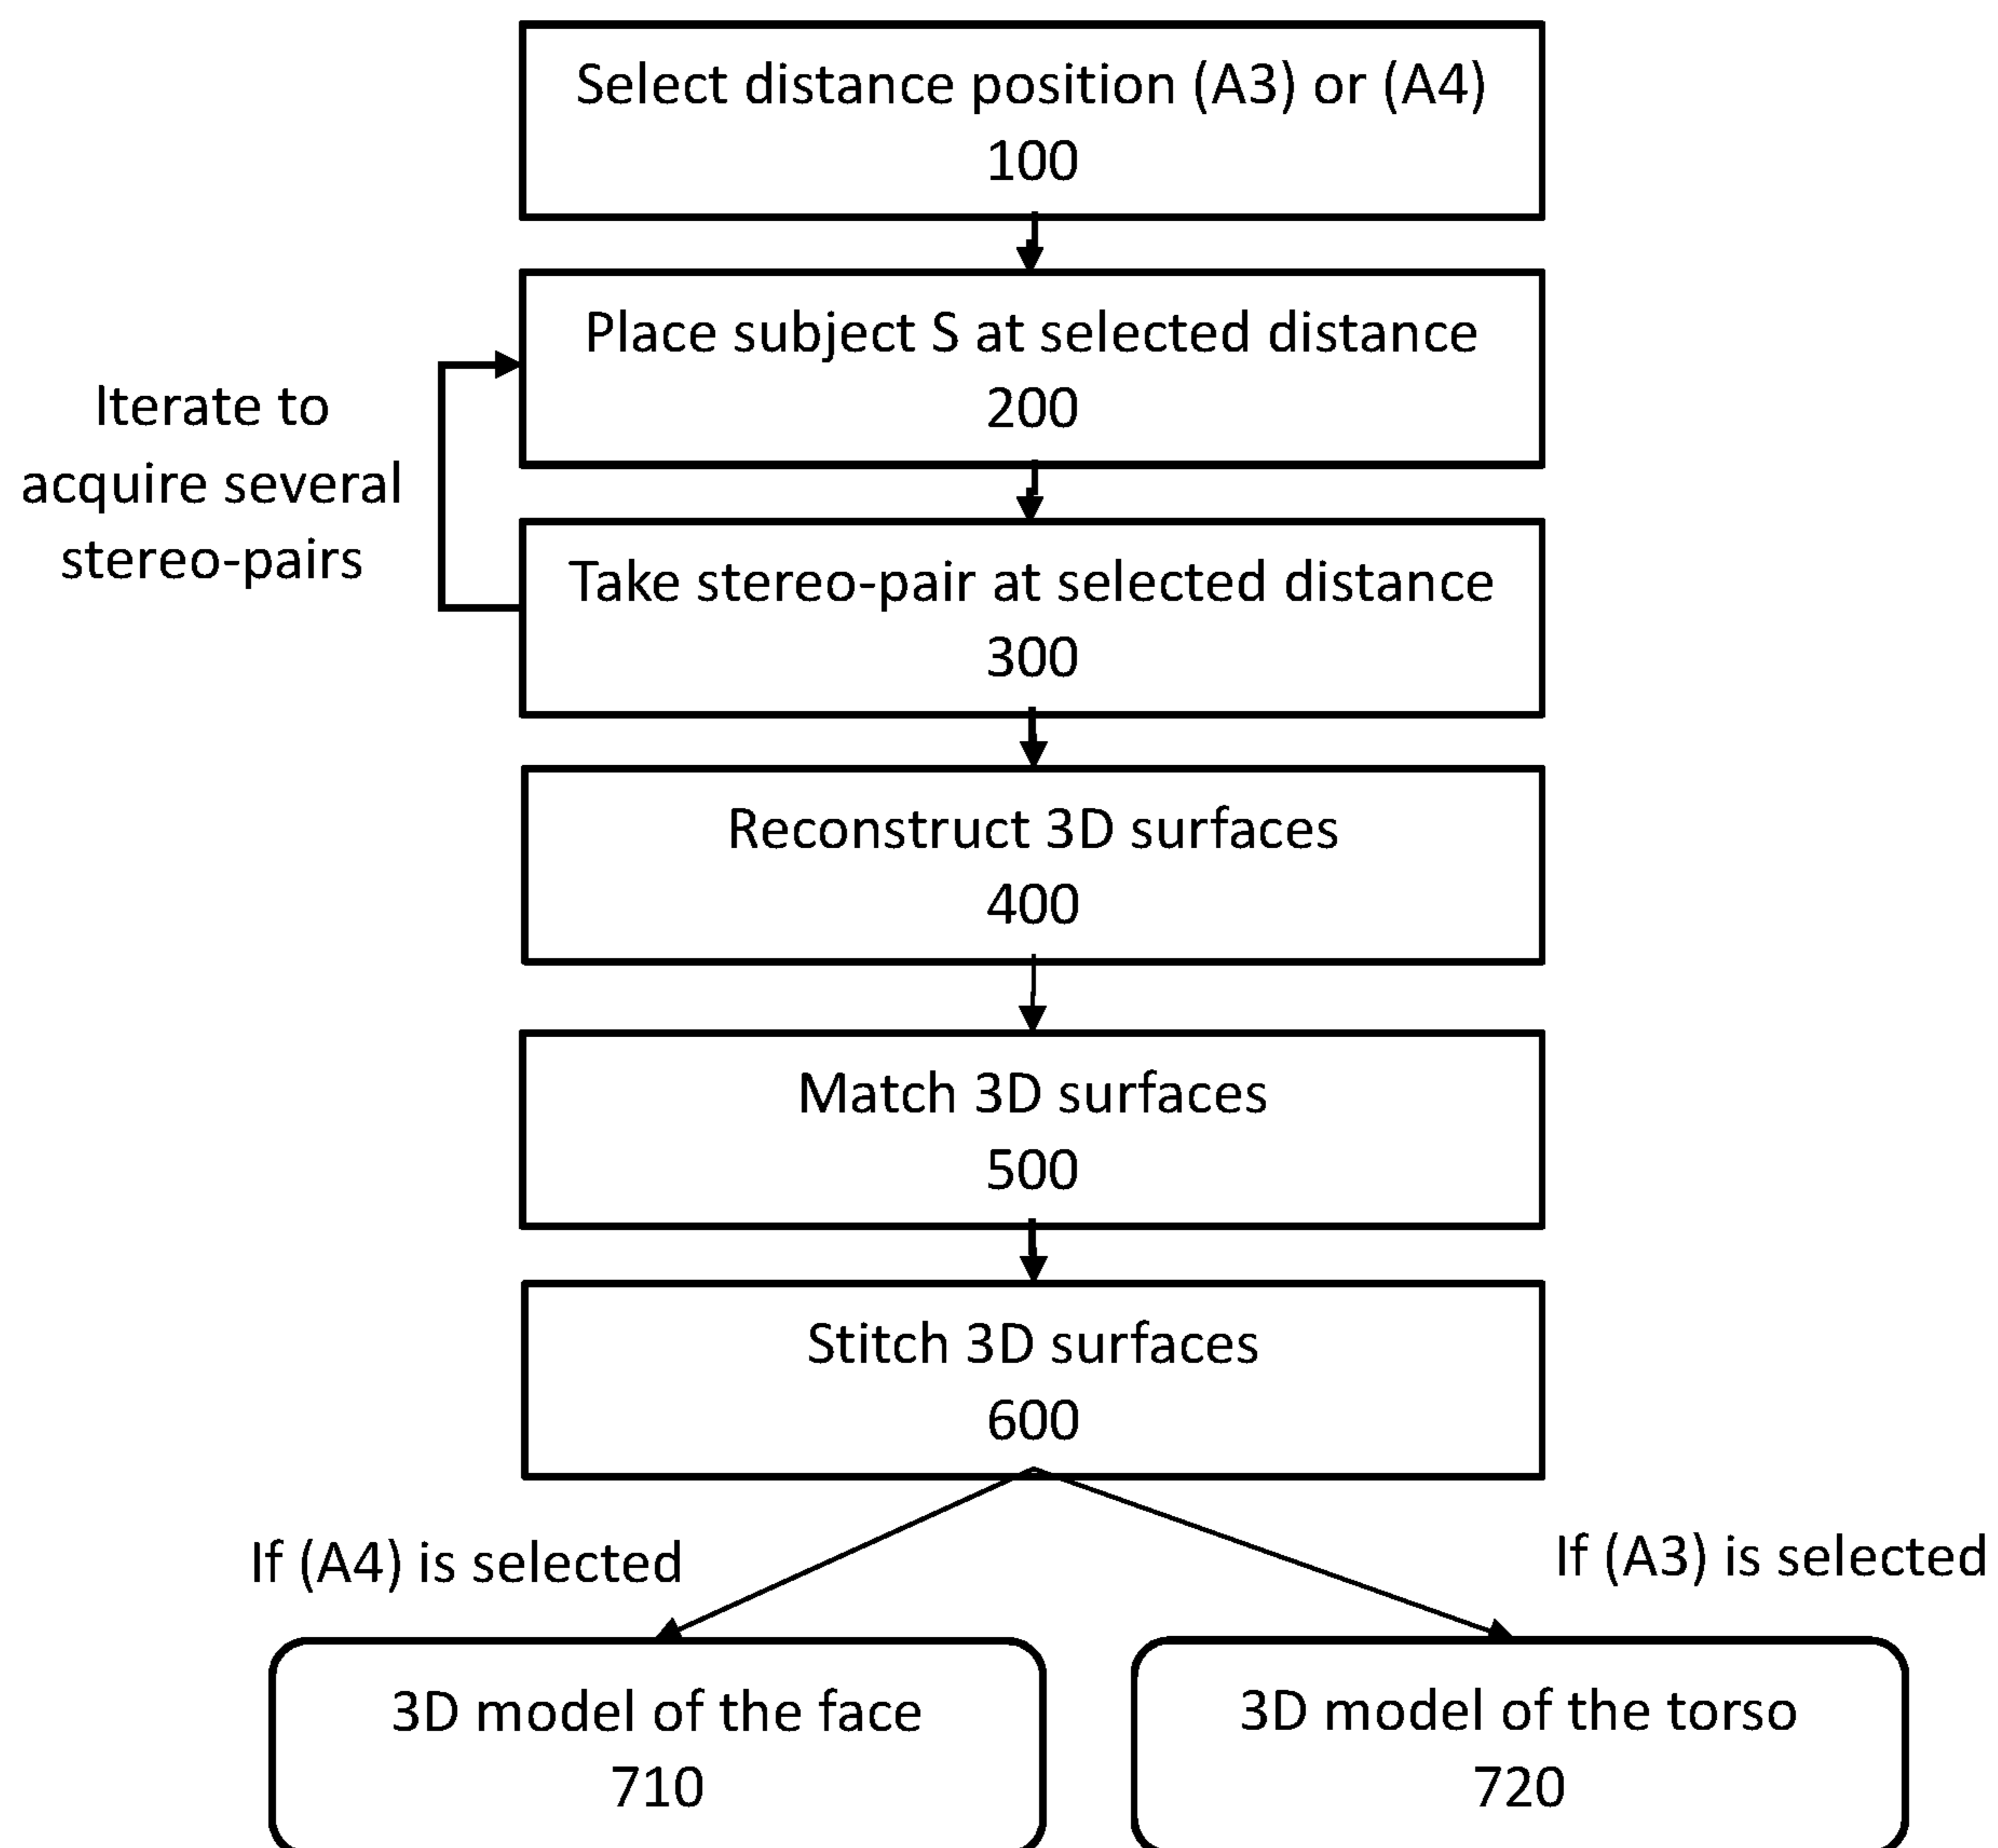 Select distance position (A3) or (A4)
100
Place subject S at selected distance
200
Iterate to
acquire several
stereo-pairs
Take stereo-pair at selected distance
300
Reconstruct 3D surfaces
400
Match 3D surfaces
500
Stitch 3D surfaces
600
If (A4) is selected
If (A3) is selected
3D model of the face
710
3D model of the torso
720